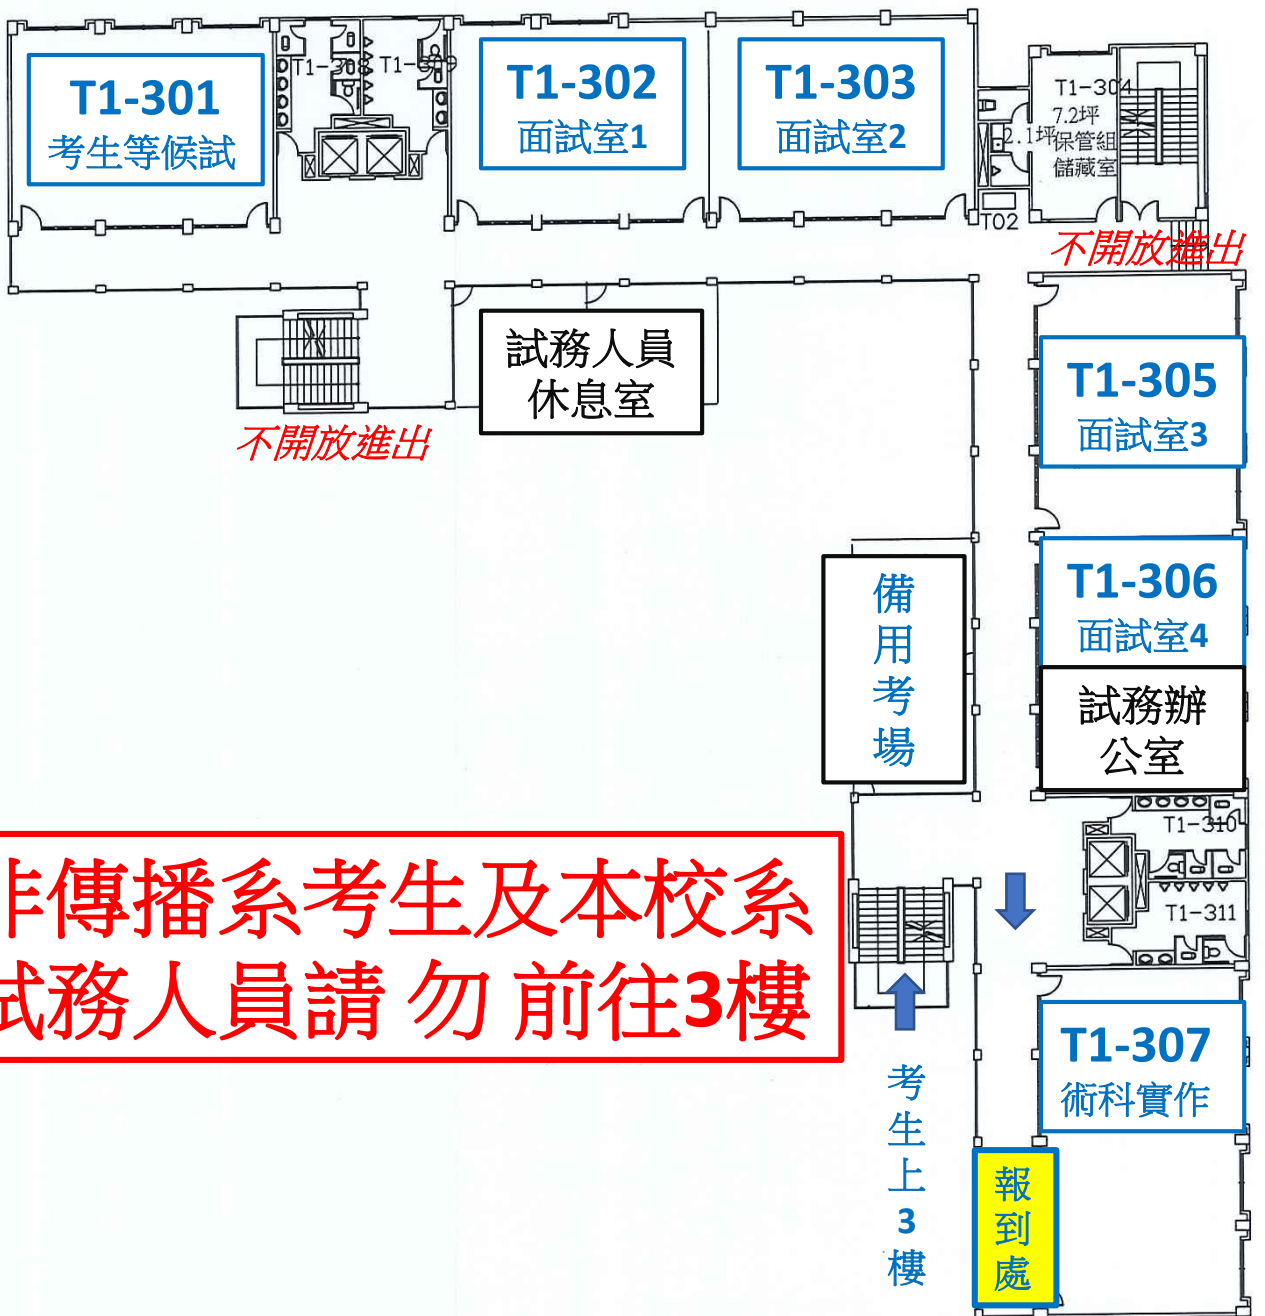 T1-301
考生等候試
T1-308
T1-309
T1-302
面試室1
T1-303
面試室2
T1-304
7.2坪
2.1坪
保管組
儲藏室
T02
不開放進出
試務人員
休息室
不開放進出
T1-305
面試室3
T1-306
面試室4
備用考場
試務辦
公室
T1-310
T1-311
非傳播系考生及本校系
試務人員請 勿 前往3樓
T1-307
術科實作
考生上3樓
報到處